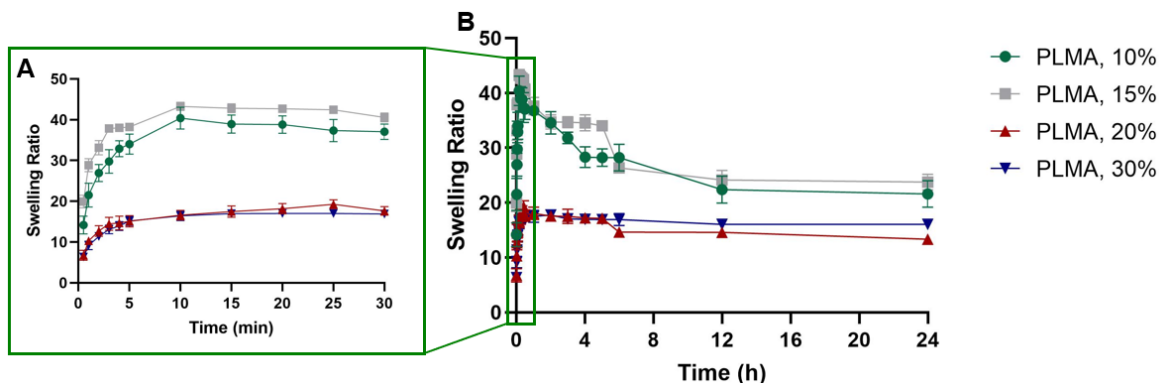 A
50
40
30
20
10
0
Swelling Ratio
0 5 10 15 20 25 30
Time (min)
B
50
40
30
20
10
0
Swelling Ratio
0 4 8 12 16 20 24
Time (h)
PLMA, 10%
PLMA, 15%
PLMA, 20%
PLMA, 30%